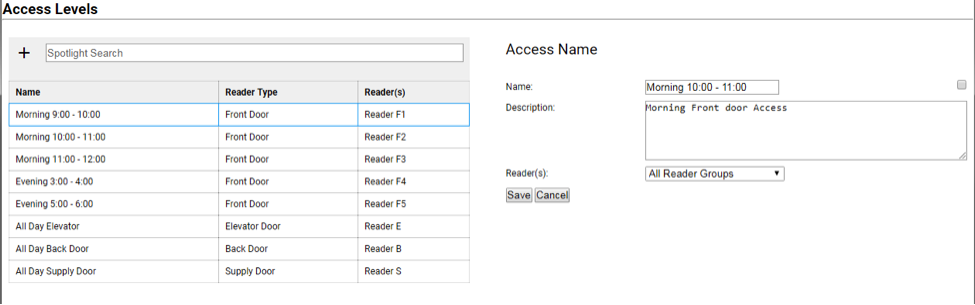 Access Levels
+ Spotlight Search
Name Reader Type Reader(s)
Morning 9:00 - 10:00 Front Door Reader F1
Morning 10:00 - 11:00 Front Door Reader F2
Morning 11:00 - 12:00 Front Door Reader F3
Evening 3:00 - 4:00 Front Door Reader F4
Evening 5:00 - 6:00 Front Door Reader F5
All Day Elevator Elevator Door Reader E
All Day Back Door Back Door Reader B
All Day Supply Door Supply Door Reader S
Access Name
Name: Morning 10:00 - 11:00
Description: Morning Front door Access
Reader(s): All Reader Groups
Save Cancel